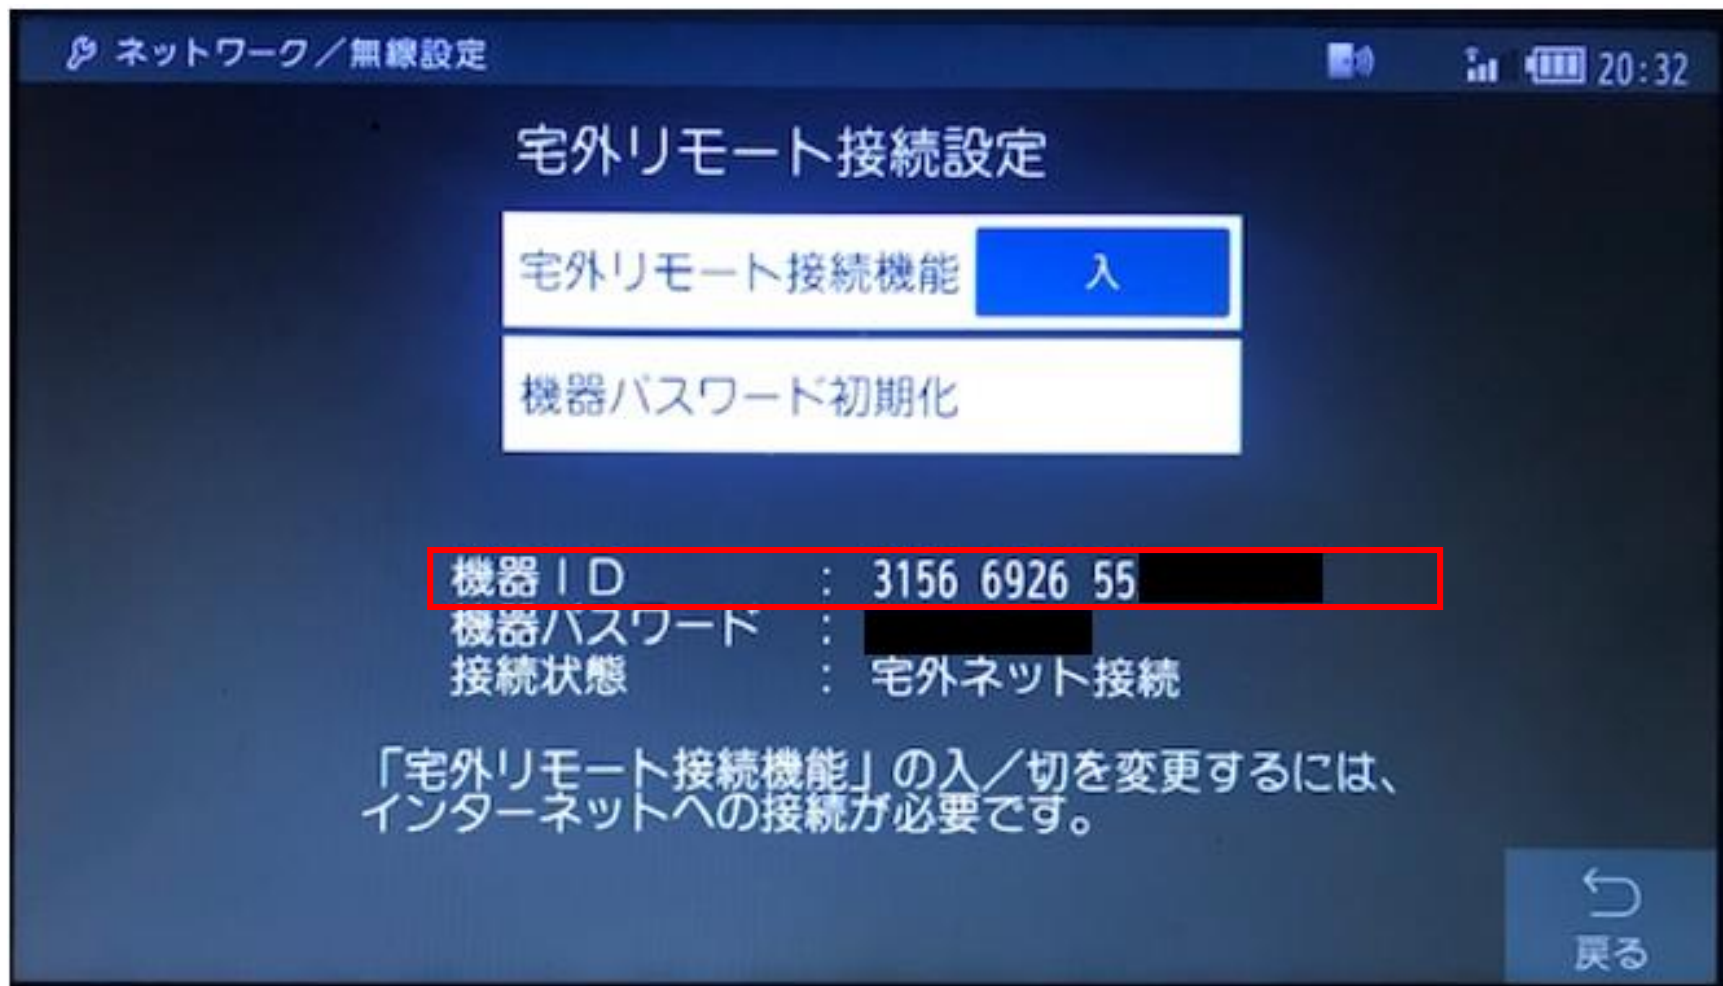 ネットワーク／無線設定
20:32
宅外リモート接続設定
宅外リモート接続機能 入
機器パスワード初期化
機器ＩＤ : 3156 6926 55
機器パスワード :
接続状態 : 宅外ネット接続
「宅外リモート接続機能」の入／切を変更するには、
インターネットへの接続が必要です。
戻る